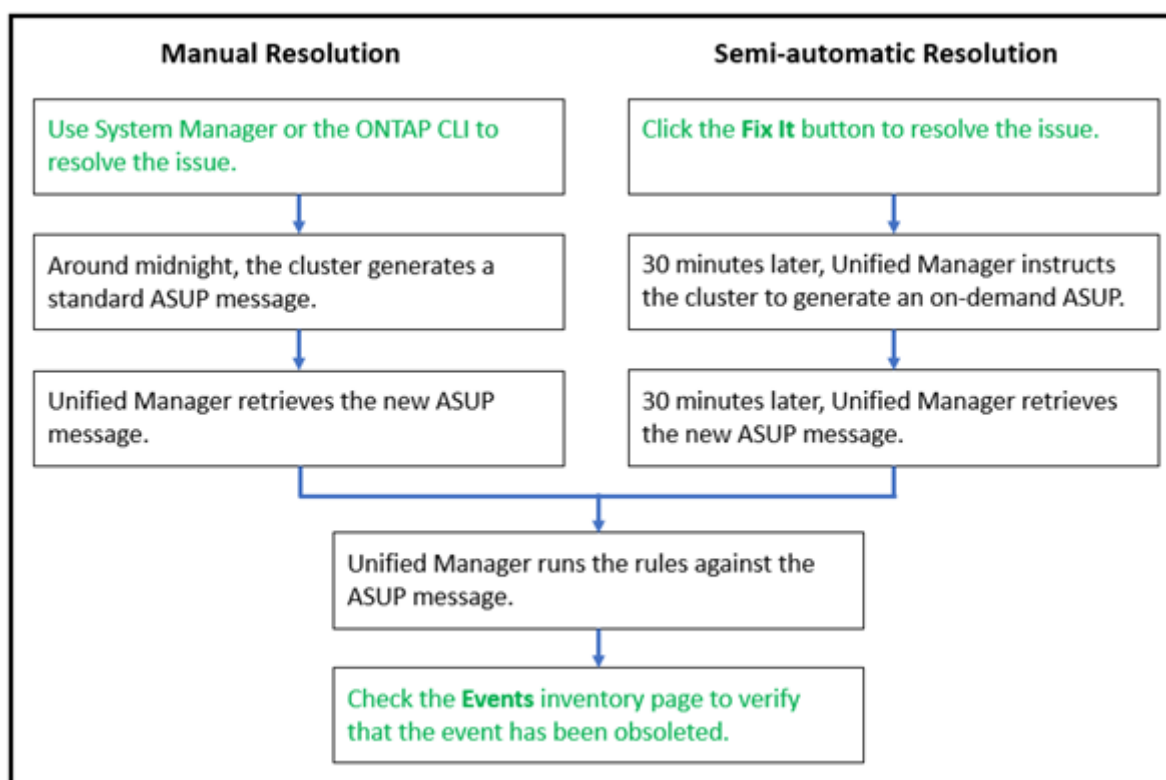 Manual Resolution
Semi-automatic Resolution
Use System Manager or the ONTAP CLI to
resolve the issue.
Click the Fix It button to resolve the issue.
Around midnight, the cluster generates a
standard ASUP message.
30 minutes later, Unified Manager instructs
the cluster to generate an on-demand ASUP.
Unified Manager retrieves the new ASUP
message.
30 minutes later, Unified Manager retrieves
the new ASUP message.
Unified Manager runs the rules against the
ASUP message.
Check the Events inventory page to verify
that the event has been obsoleted.